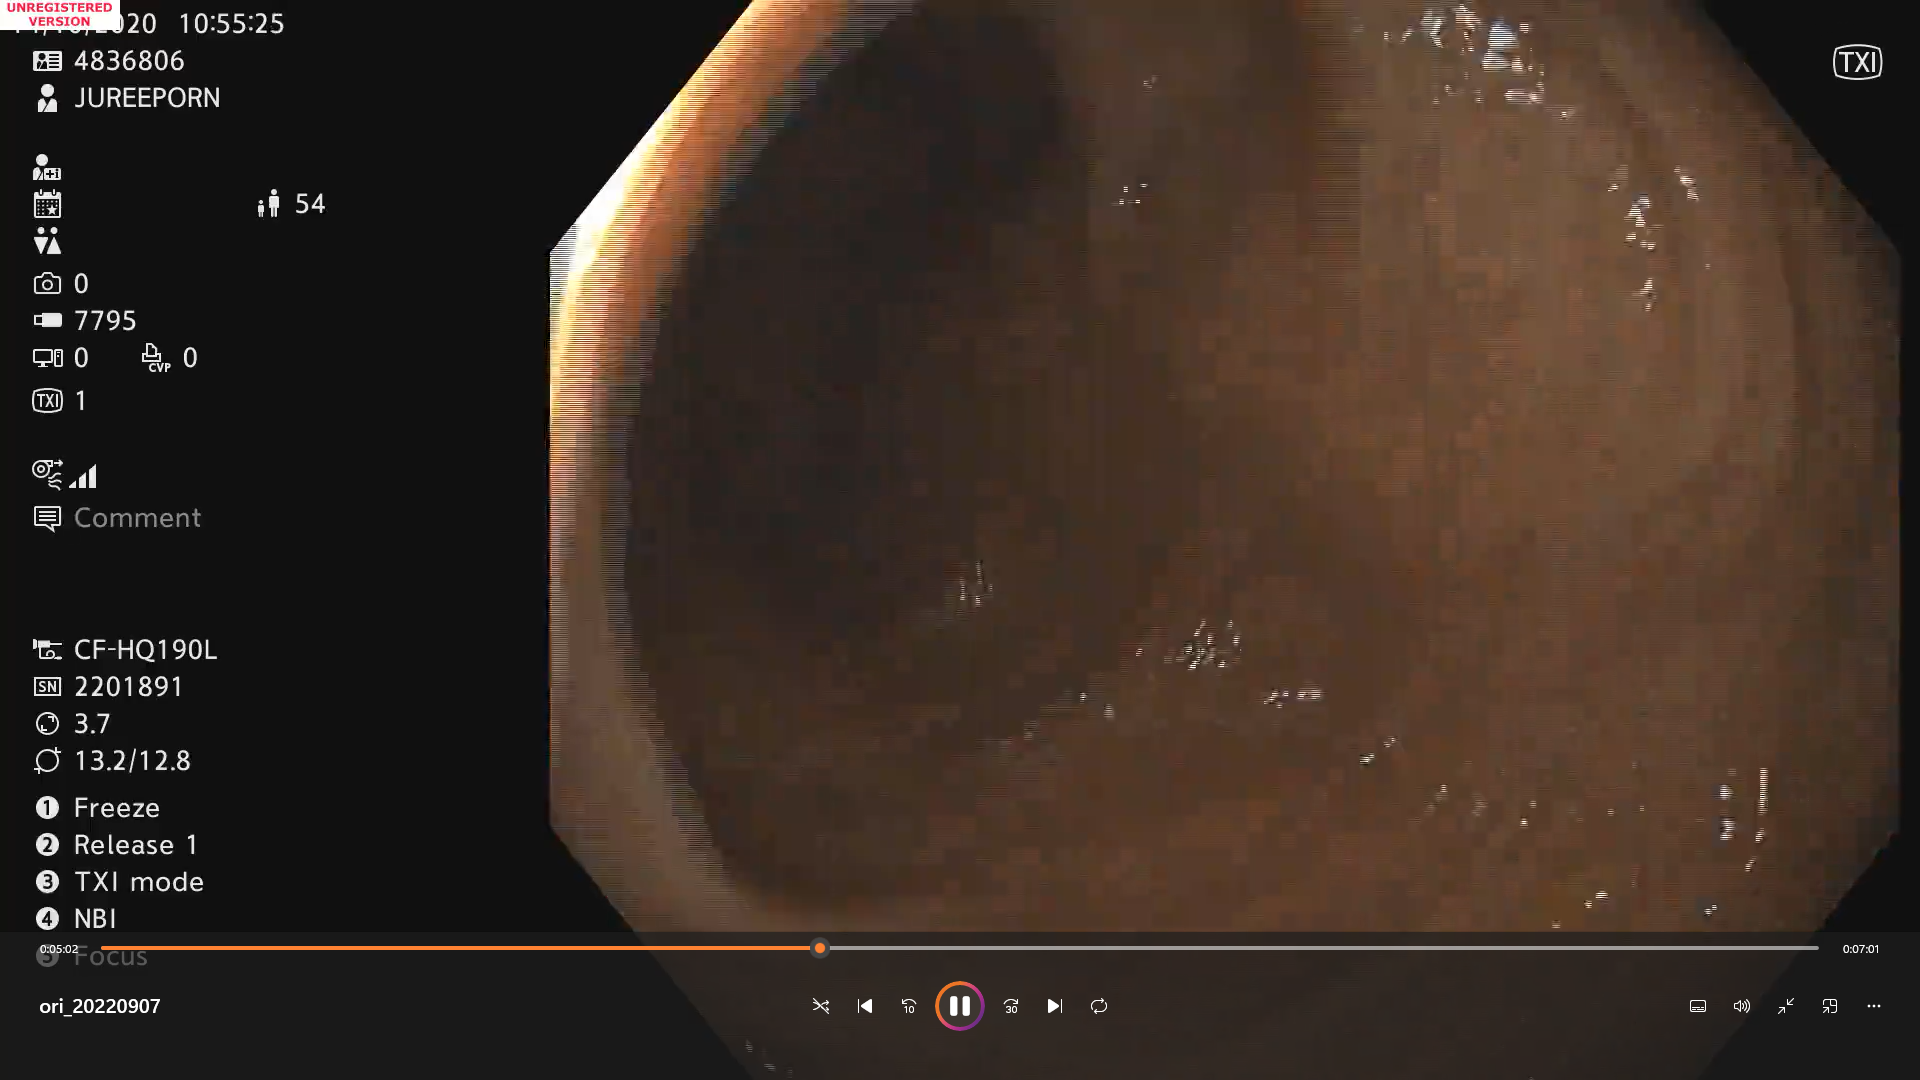 UNREGISTERED
VERSION
2020 10:55:25
4836806
TXI
JUREEPORN
54
0
7795
0 CVP 0
TXI 1
Comment
CF-HQ190L
SN 2201891
3.7
13.2/12.8
1 Freeze
2 Release 1
3 TXI mode
4 NBI
5 Focus
0:05:02
0:07:01
ori_20220907
10
30